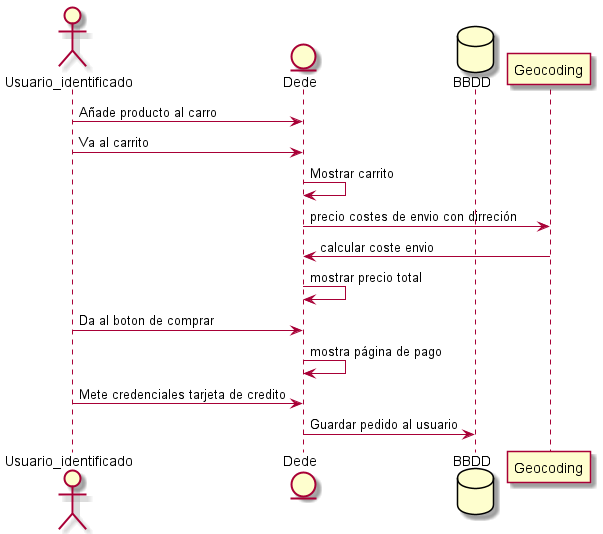 Usuario_identificado
Dede
BBDD
Geocoding
Añade producto al carro
Va al carrito
Mostrar carrito
precio costes de envio con dirreción
calcular coste envio
mostrar precio total
Da al boton de comprar
mostra página de pago
Mete credenciales tarjeta de credito
Guardar pedido al usuario
Usuario_identificado
Dede
BBDD
Geocoding